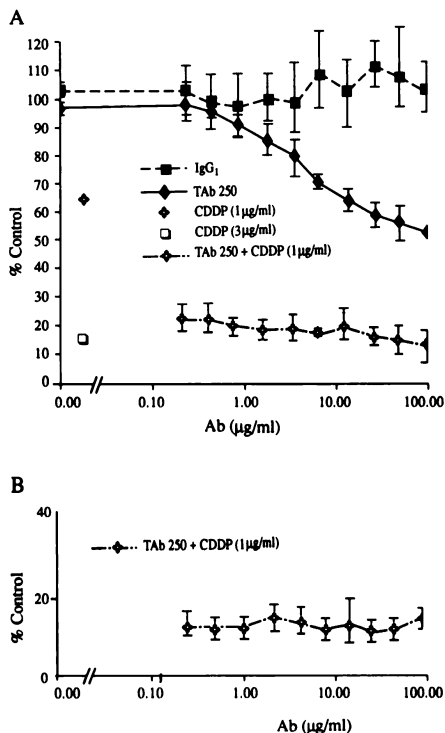 A
120
110
100
90
80
70
60
50
40
30
20
10
0
% Control
IgG₁
TAb 250
CDDP (1μg/ml)
CDDP (3μg/ml)
TAb 250 + CDDP (1μg/ml)
0.00
0.10
1.00
10.00
100.00
Ab (μg/ml)
B
40
20
0
% Control
TAb 250 + CDDP (1μg/ml)
0.00
0.10
1.00
10.00
100.00
Ab (μg/ml)